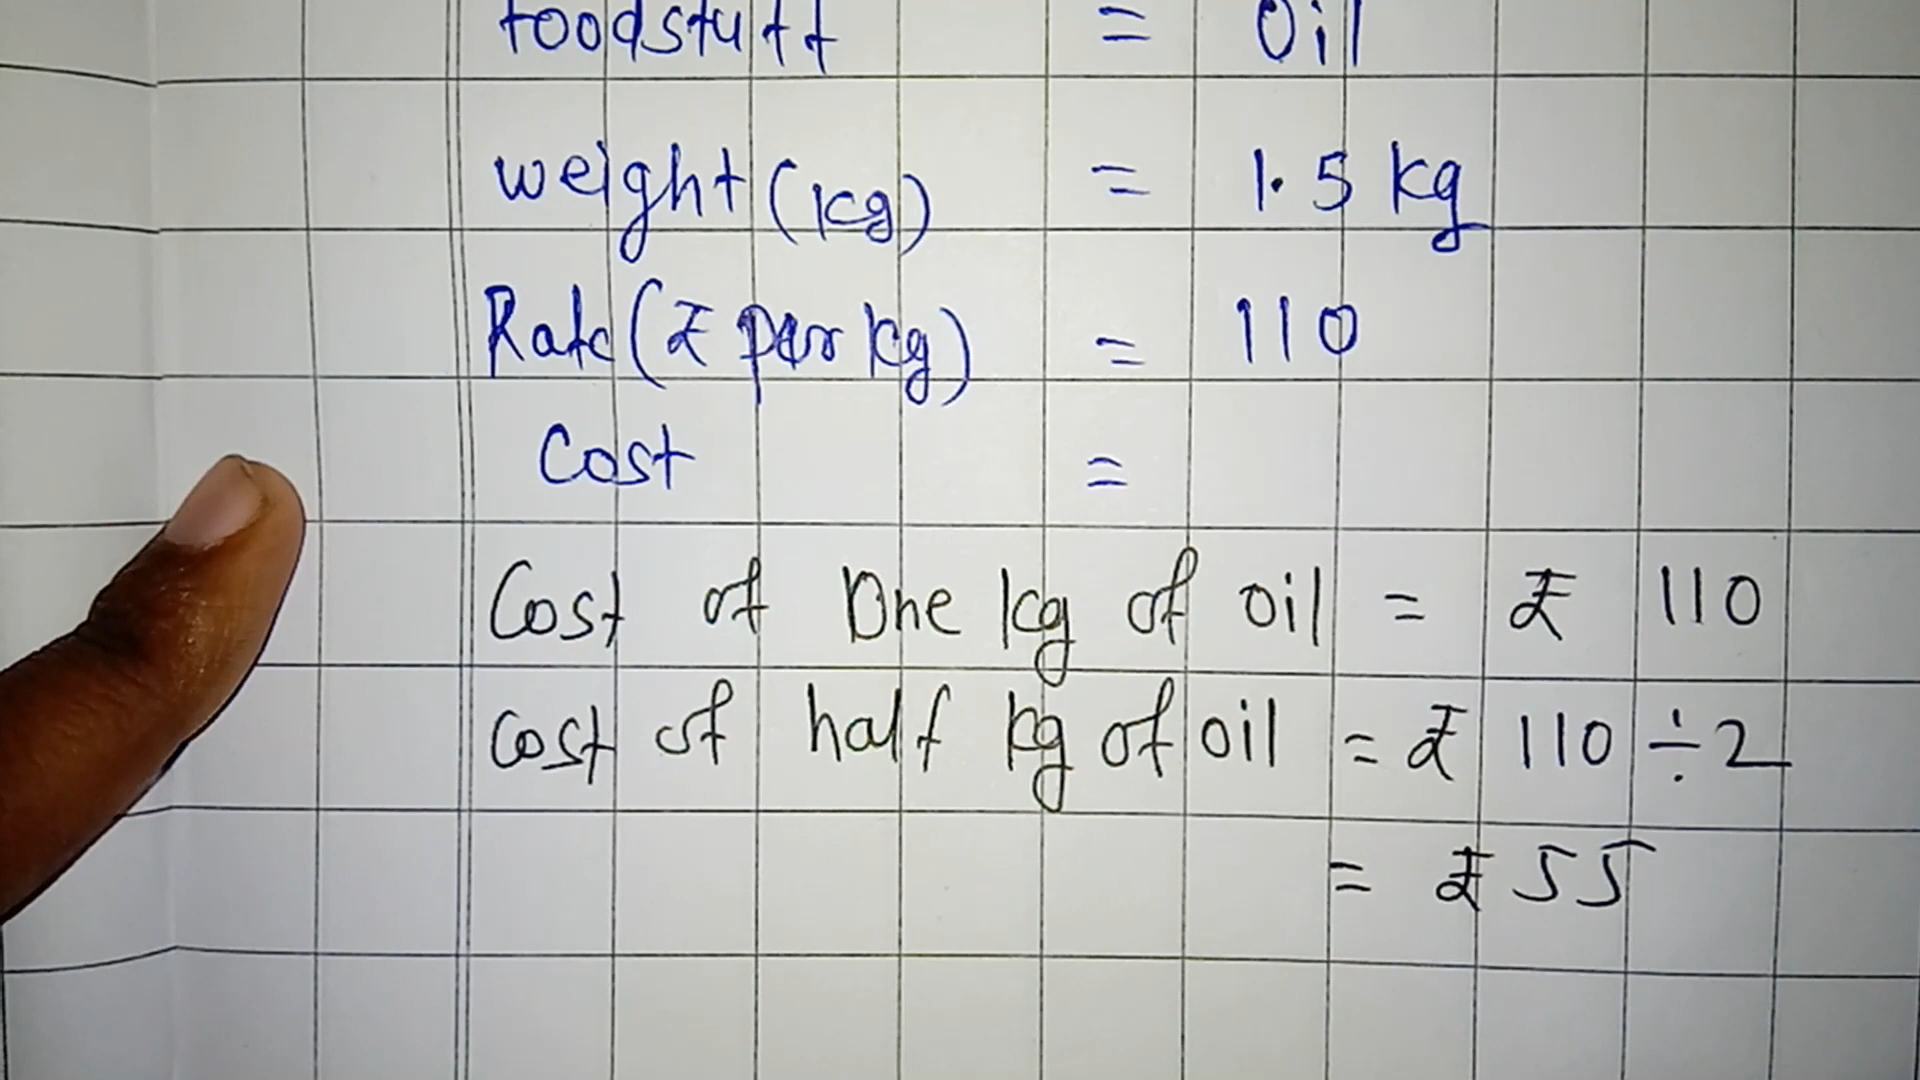 foodstuff = Oil
weight (kg) = 1.5 kg
Rate (₹ per kg) = 110
Cost =
Cost of One kg of oil = ₹ 110
Cost of half kg of oil = ₹ 110 ÷ 2
= ₹ 55